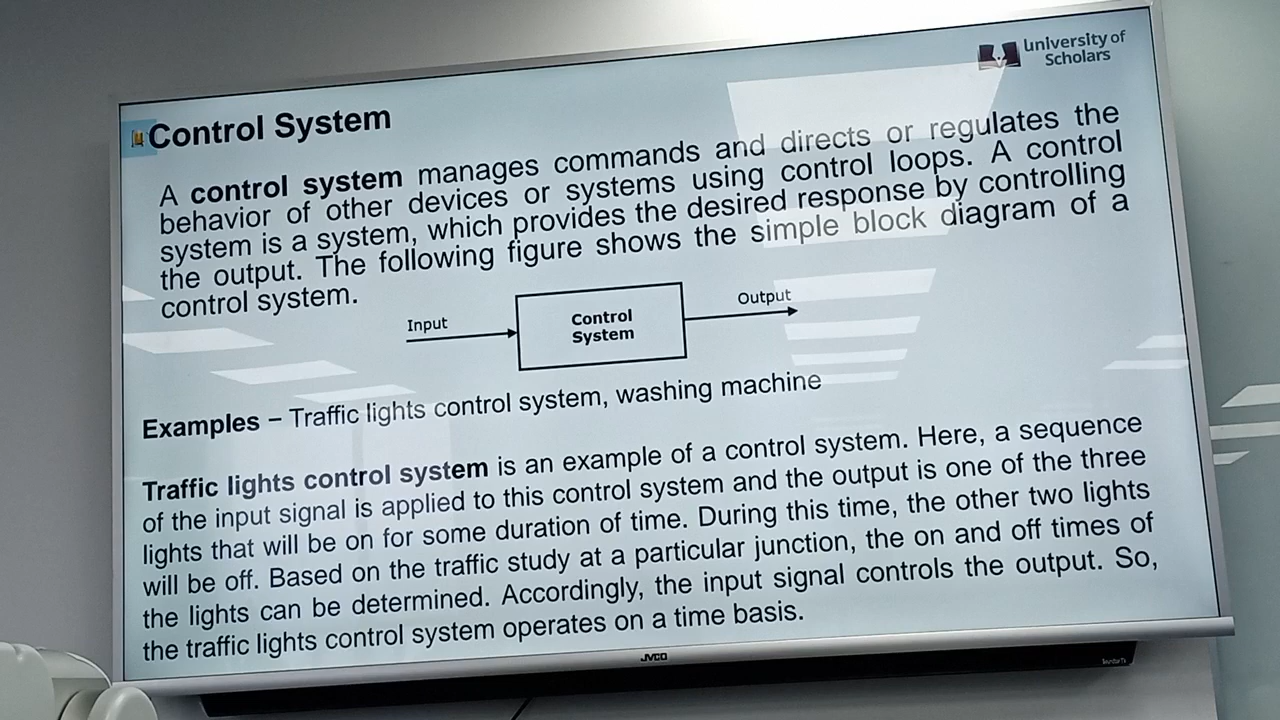 university of
Scholars
Control System
A control system manages commands and directs or regulates the
behavior of other devices or systems using control loops. A control
system is a system, which provides the desired response by controlling
the output. The following figure shows the simple block diagram of a
control system.
Input
Control
System
Output
Examples – Traffic lights control system, washing machine
Traffic lights control system is an example of a control system. Here, a sequence
of the input signal is applied to this control system and the output is one of the three
lights that will be on for some duration of time. During this time, the other two lights
will be off. Based on the traffic study at a particular junction, the on and off times of
the lights can be determined. Accordingly, the input signal controls the output. So,
the traffic lights control system operates on a time basis.
JVCO